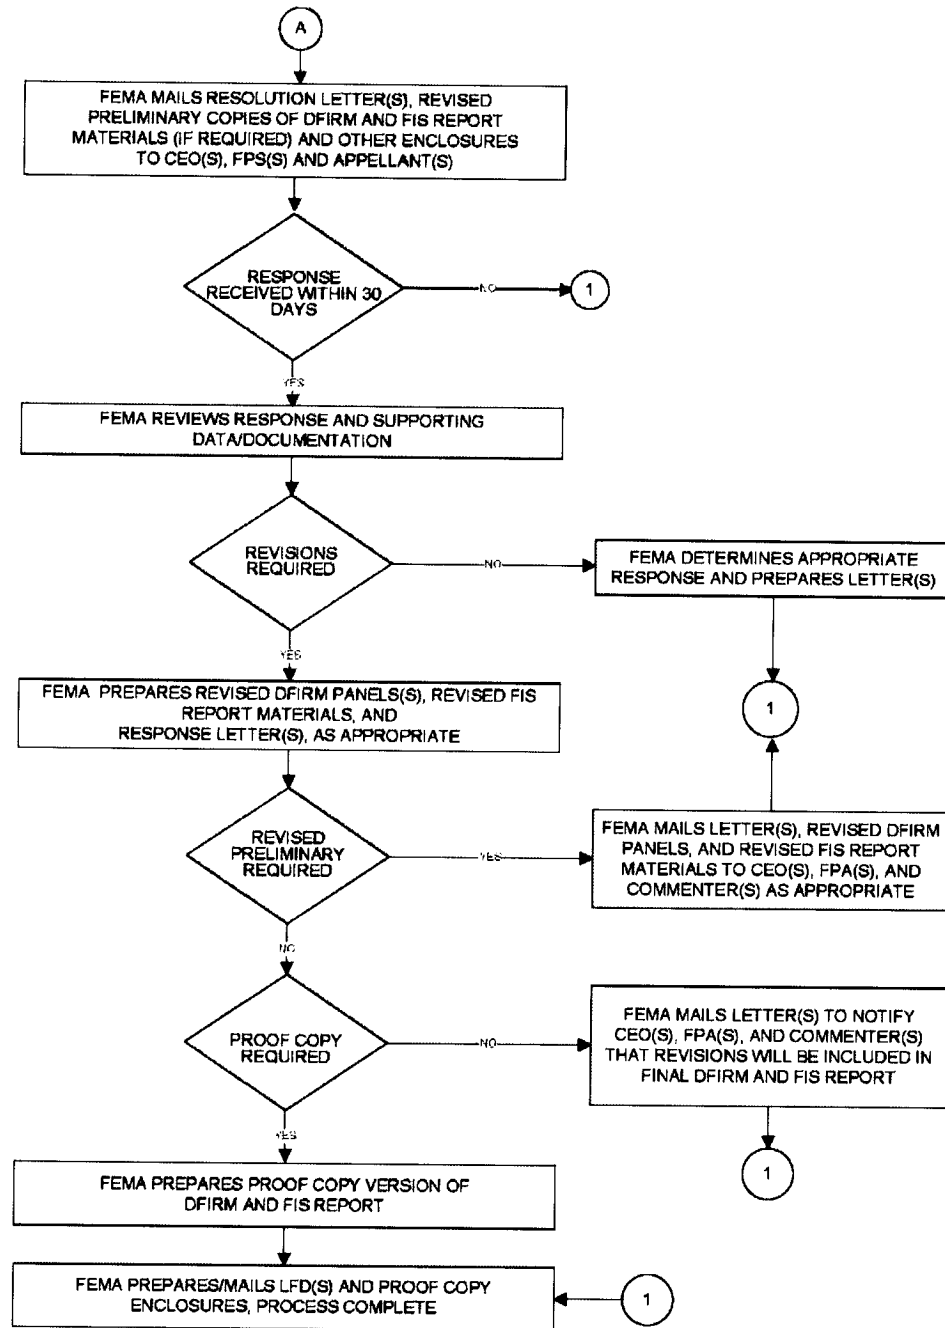 A
FEMA MAILS RESOLUTION LETTER(S), REVISED
PRELIMINARY COPIES OF DFIRM AND FIS REPORT
MATERIALS (IF REQUIRED) AND OTHER ENCLOSURES
TO CEO(S), FPS(S) AND APPELLANT(S)
RESPONSE
RECEIVED WITHIN 30
DAYS
NO
1
YES
FEMA REVIEWS RESPONSE AND SUPPORTING
DATA/DOCUMENTATION
REVISIONS
REQUIRED
NO
FEMA DETERMINES APPROPRIATE
RESPONSE AND PREPARES LETTER(S)
YES
1
FEMA PREPARES REVISED DFIRM PANELS(S), REVISED FIS
REPORT MATERIALS, AND
RESPONSE LETTER(S), AS APPROPRIATE
REVISED
PRELIMINARY
REQUIRED
YES
FEMA MAILS LETTER(S), REVISED DFIRM
PANELS, AND REVISED FIS REPORT
MATERIALS TO CEO(S), FPA(S), AND
COMMENTER(S) AS APPROPRIATE
NO
PROOF COPY
REQUIRED
NO
FEMA MAILS LETTER(S) TO NOTIFY
CEO(S), FPA(S), AND COMMENTER(S)
THAT REVISIONS WILL BE INCLUDED IN
FINAL DFIRM AND FIS REPORT
YES
1
FEMA PREPARES PROOF COPY VERSION OF
DFIRM AND FIS REPORT
FEMA PREPARES/MAILS LFD(S) AND PROOF COPY
ENCLOSURES, PROCESS COMPLETE
1